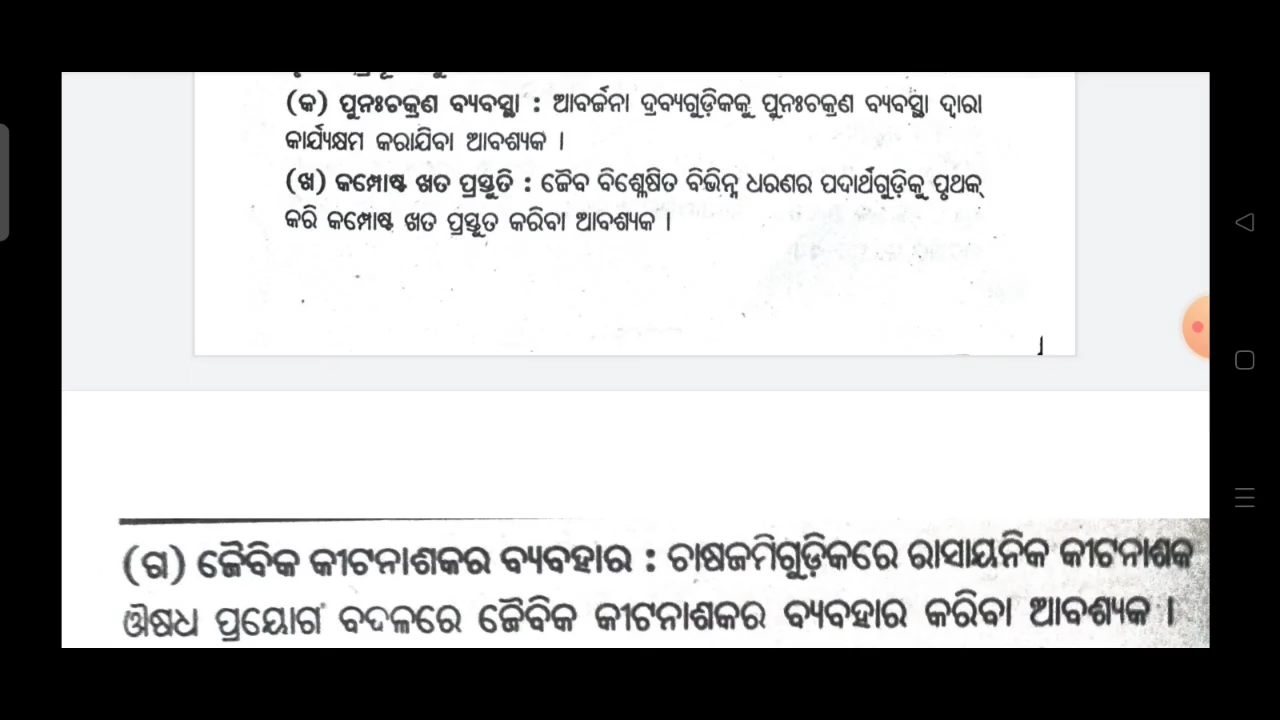 (କ) ପୁନଃଚକ୍ରଣ ବ୍ୟବସ୍ଥା : ଆବର୍ଜନା ଦ୍ରବ୍ୟଗୁଡ଼ିକକୁ ପୁନଃଚକ୍ରଣ ବ୍ୟବସ୍ଥା ଦ୍ୱାରା
କାର୍ଯ୍ୟକ୍ଷମ କରାଯିବା ଆବଶ୍ୟକ ।
(ଖ) କମ୍ପୋଷ୍ଟ ଖତ ପ୍ରସ୍ତୁତି : ଜୈବ ବିଶ୍ଳେଷିତ ବିଭିନ୍ନ ଧରଣର ପଦାର୍ଥଗୁଡ଼ିକୁ ପୃଥକ୍
କରି କମ୍ପୋଷ୍ଟ ଖତ ପ୍ରସ୍ତୁତ କରିବା ଆବଶ୍ୟକ ।
(ଗ) ଜୈବିକ କୀଟନାଶକର ବ୍ୟବହାର : ଚାଷଜମିଗୁଡ଼ିକରେ ରାସାୟନିକ କୀଟନାଶକ
ଔଷଧ ପ୍ରୟୋଗ ବଦଳରେ ଜୈବିକ କୀଟନାଶକର ବ୍ୟବହାର କରିବା ଆବଶ୍ୟକ ।